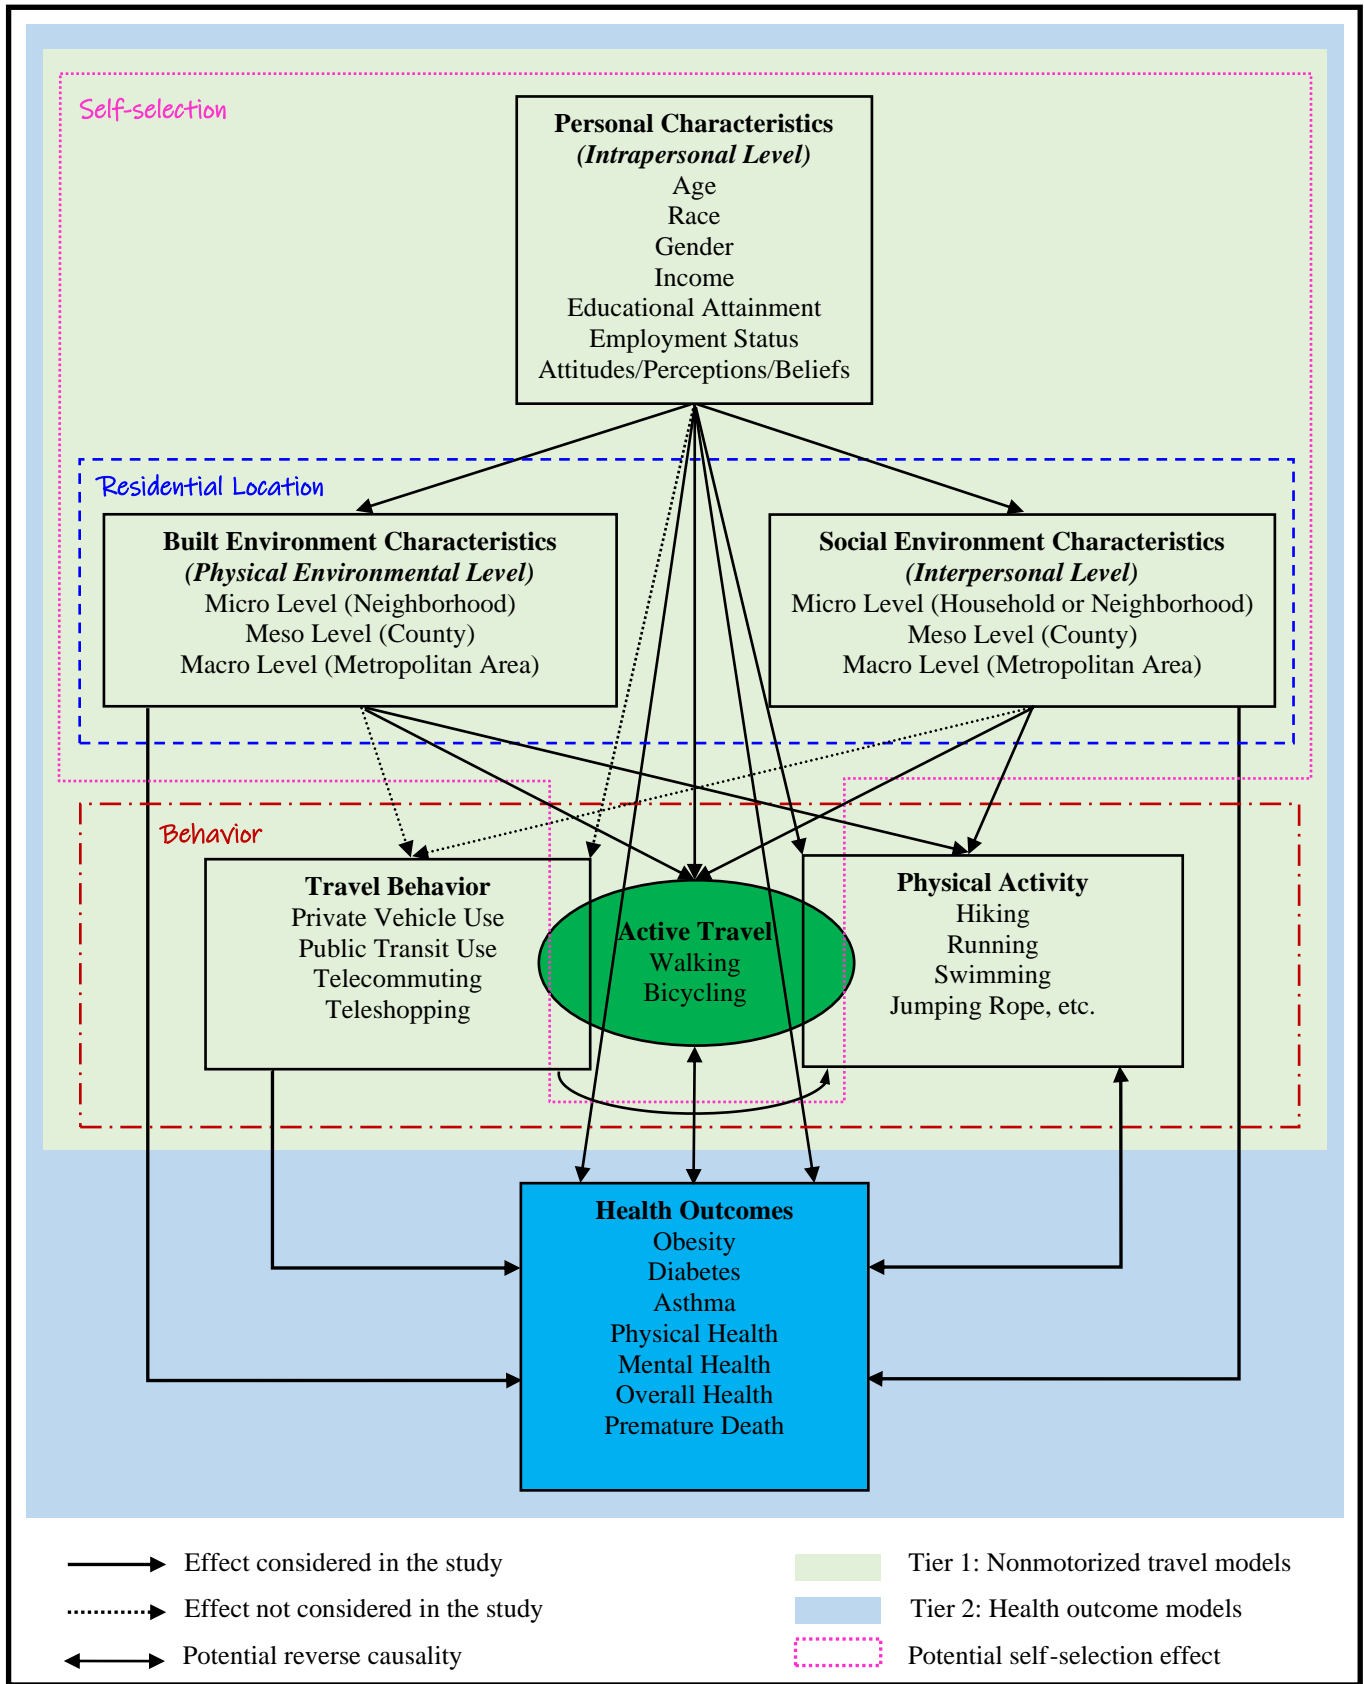 Self-selection
Personal Characteristics
(Intrapersonal Level)
Age
Race
Gender
Income
Educational Attainment
Employment Status
Attitudes/Perceptions/Beliefs
Residential Location
Built Environment Characteristics
(Physical Environmental Level)
Micro Level (Neighborhood)
Meso Level (County)
Macro Level (Metropolitan Area)
Social Environment Characteristics
(Interpersonal Level)
Micro Level (Household or Neighborhood)
Meso Level (County)
Macro Level (Metropolitan Area)
Behavior
Travel Behavior
Private Vehicle Use
Public Transit Use
Telecommuting
Teleshopping
Active Travel
Walking
Bicycling
Physical Activity
Hiking
Running
Swimming
Jumping Rope, etc.
Health Outcomes
Obesity
Diabetes
Asthma
Physical Health
Mental Health
Overall Health
Premature Death
Effect considered in the study
Effect not considered in the study
Potential reverse causality
Tier 1: Nonmotorized travel models
Tier 2: Health outcome models
Potential self-selection effect